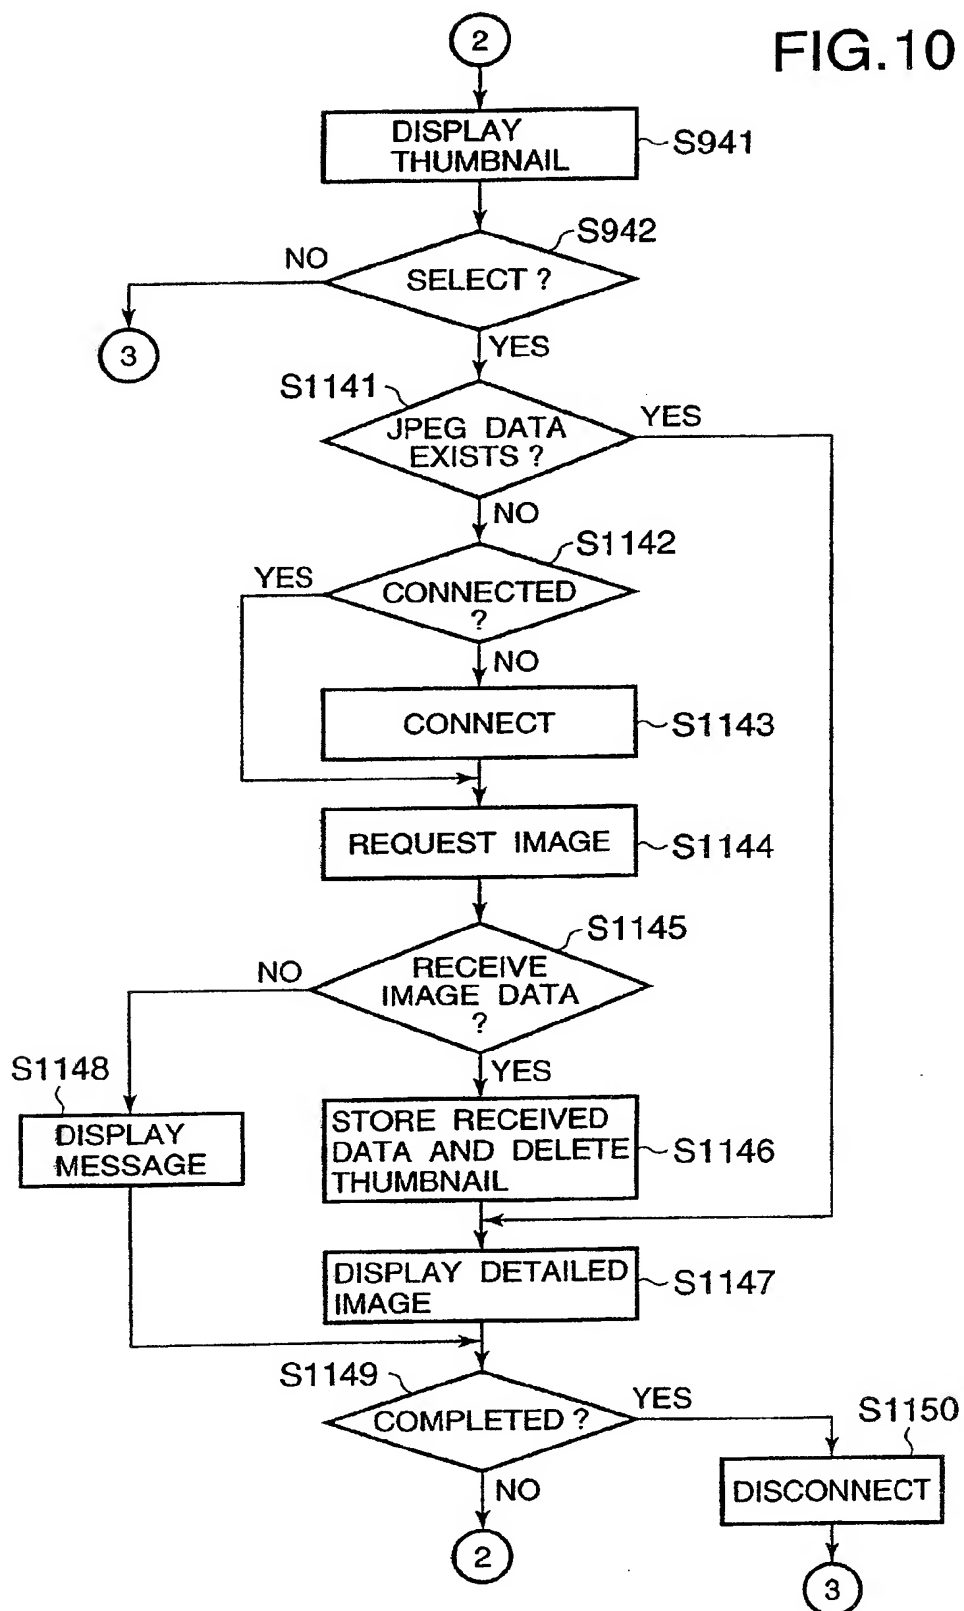 2
FIG.10
DISPLAY
THUMBNAIL
S941
S942
NO
SELECT ?
3
YES
S1141
JPEG DATA
EXISTS ?
YES
NO
S1142
YES
CONNECTED
?
NO
CONNECT
S1143
REQUEST IMAGE
S1144
S1145
NO
RECEIVE
IMAGE DATA
?
YES
S1148
DISPLAY
MESSAGE
STORE RECEIVED
DATA AND DELETE
THUMBNAIL
S1146
DISPLAY DETAILED
IMAGE
S1147
S1149
COMPLETED ?
YES
S1150
DISCONNECT
NO
2
3